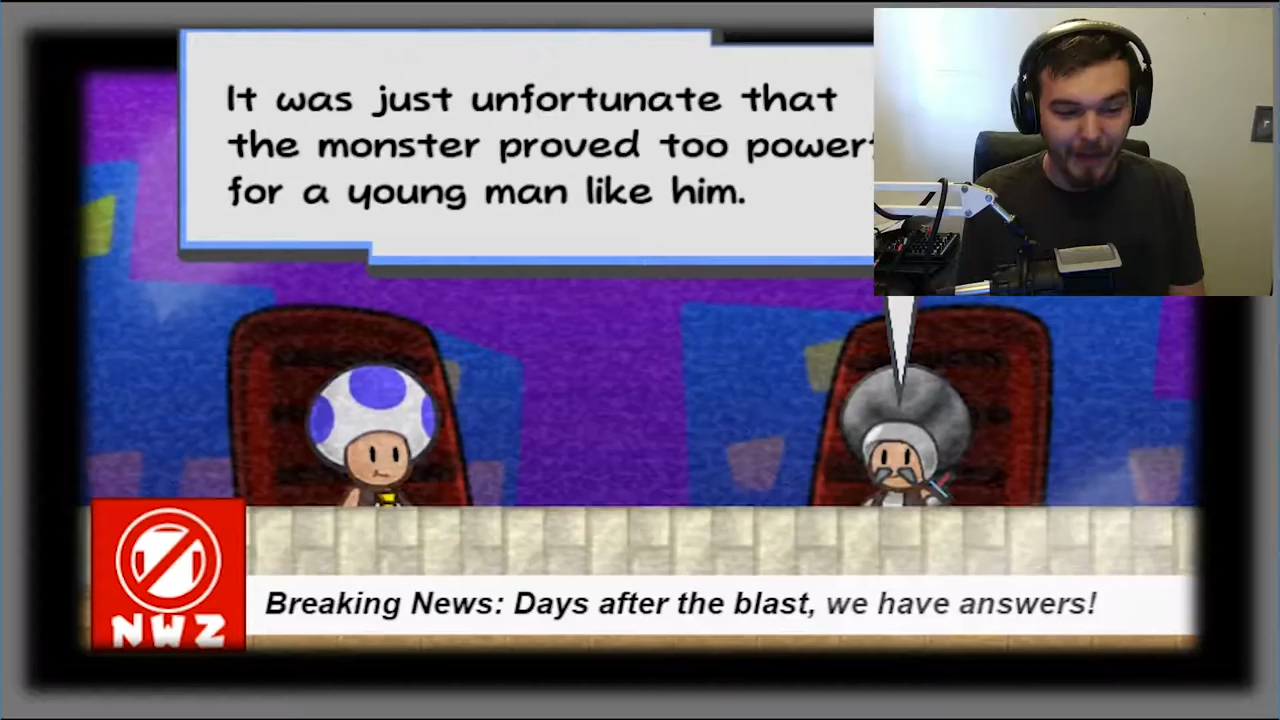 It was just unfortunate that
the monster proved too
for a young man like him.
NWZ
Breaking News: Days after the blast, we have answers!